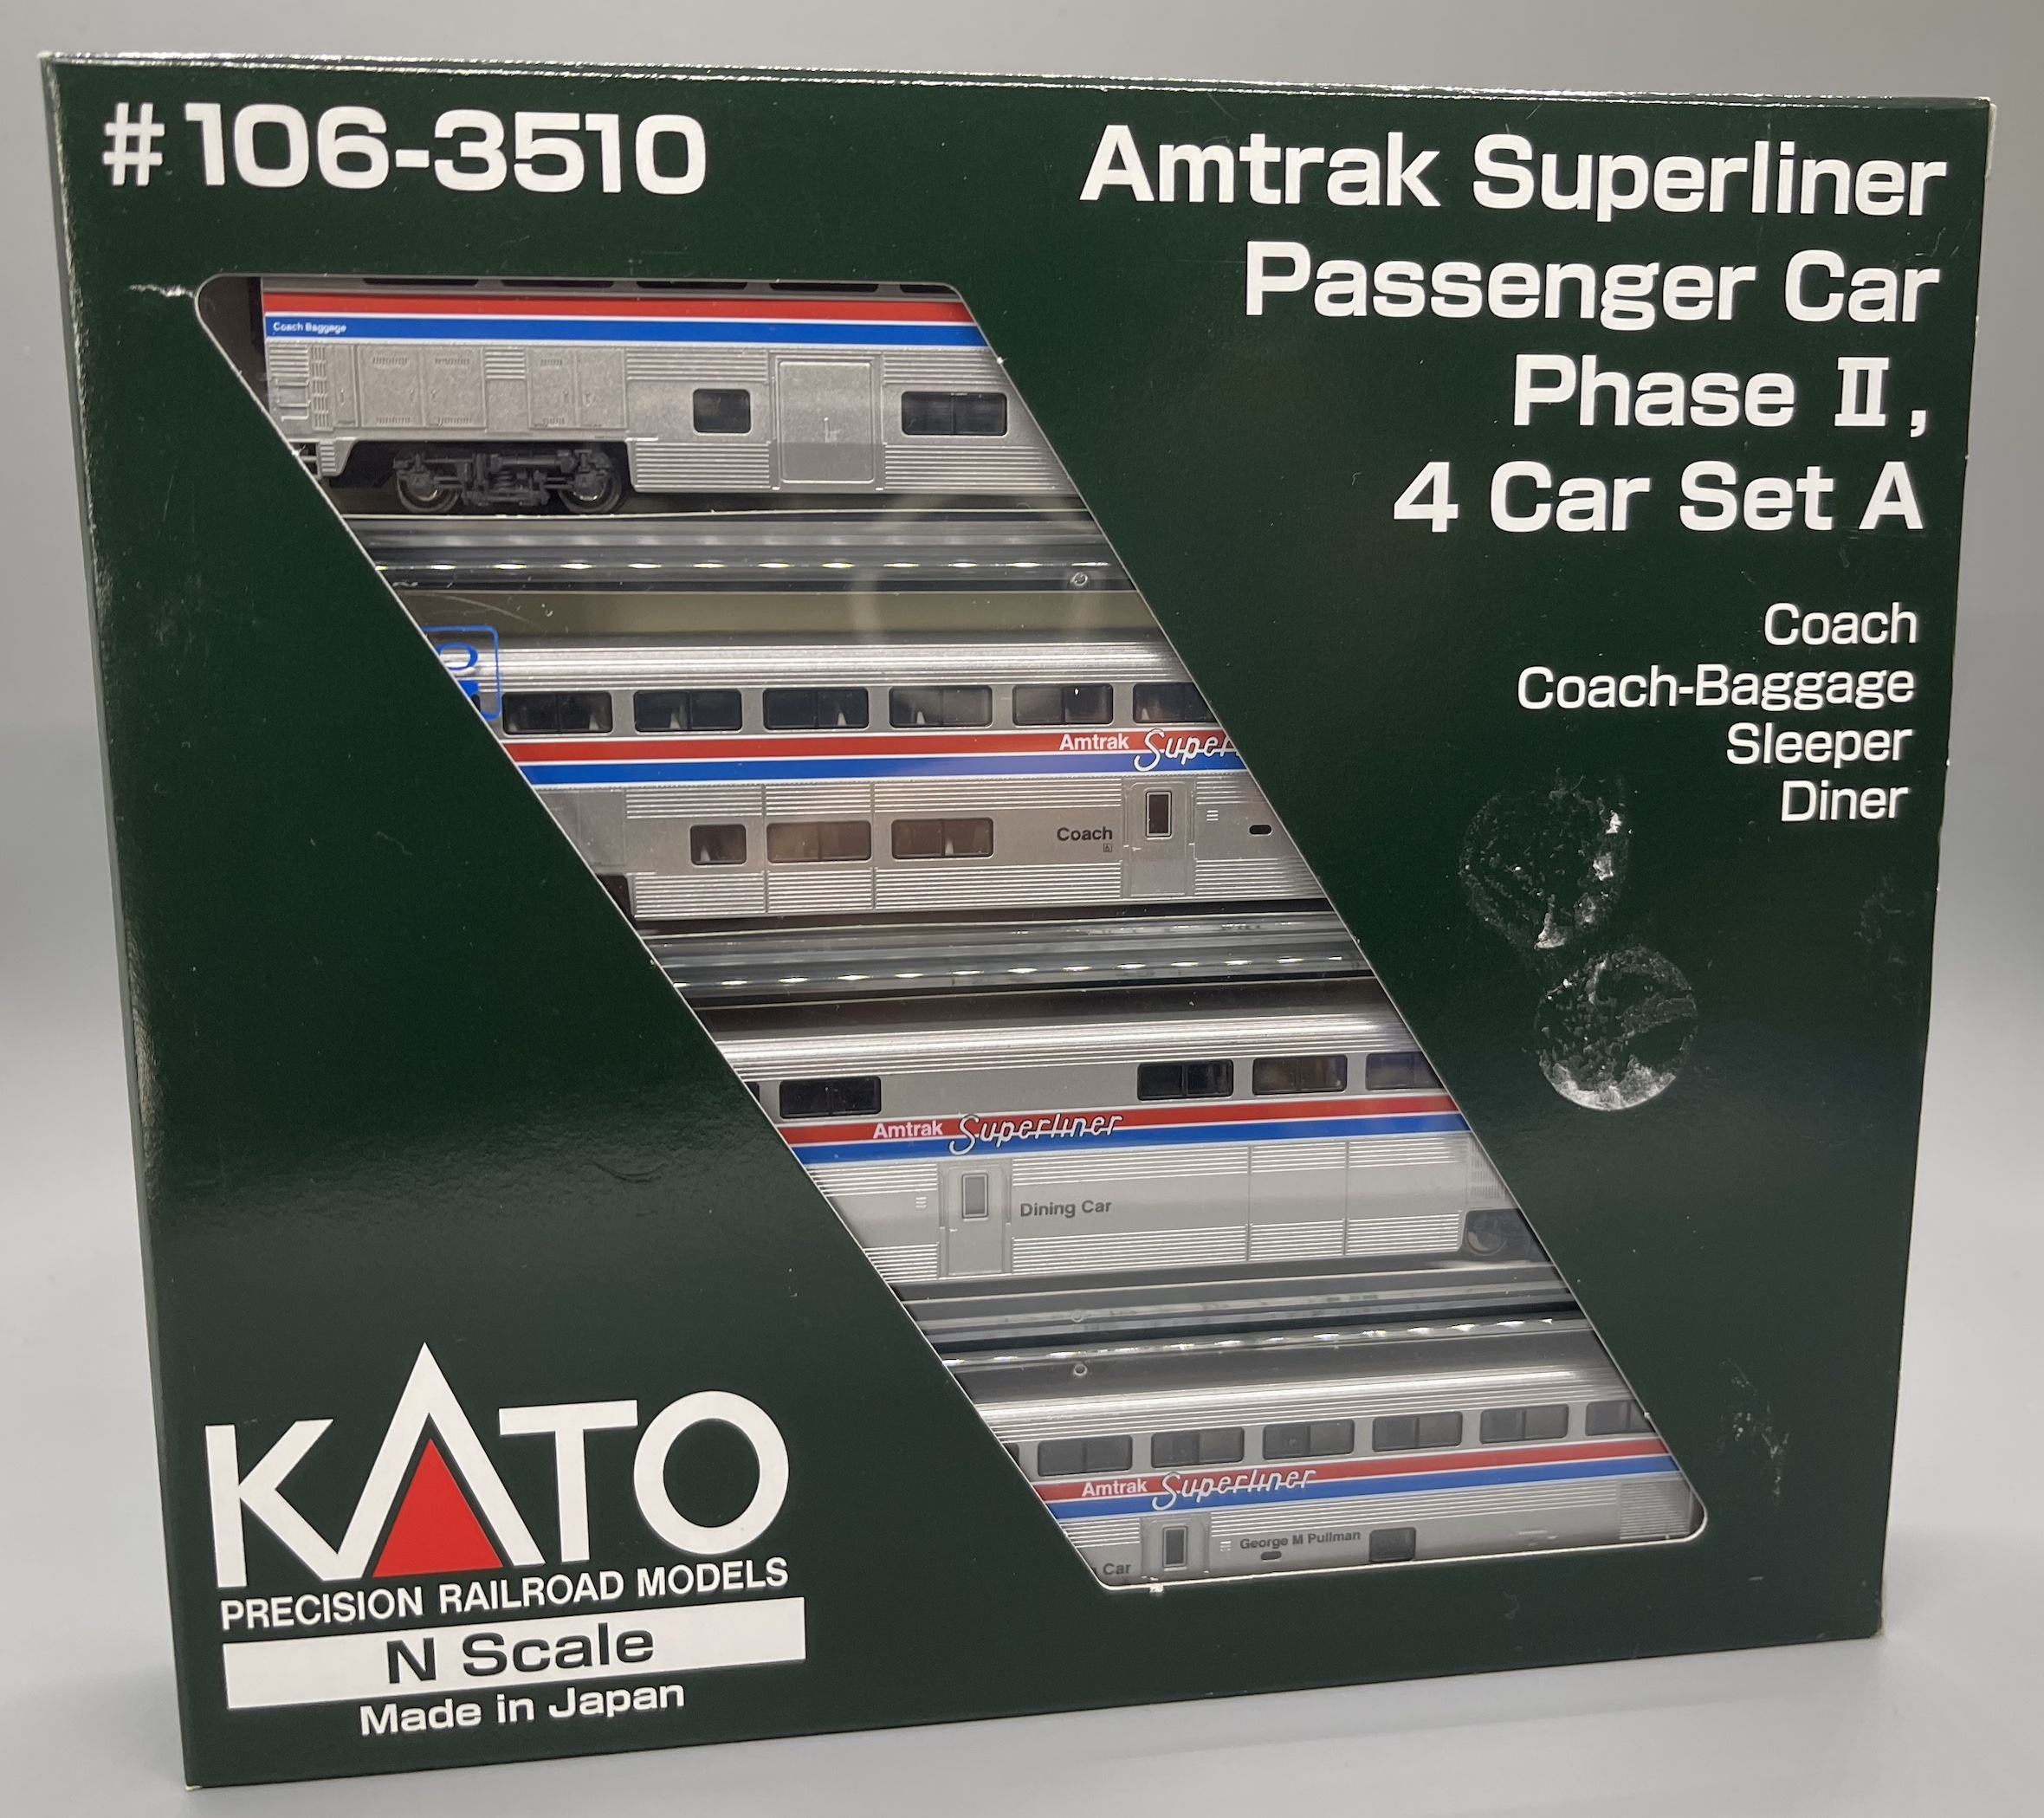 #106-3510
Amtrak Superliner
Passenger Car
Phase II,
4 Car Set A
Coach
Coach-Baggage
Sleeper
Diner
Coach Baggage
Amtrak Super
Coach
Amtrak Superliner
Dining Car
Amtrak Superliner
George M Pullman
Car
KATO
PRECISION RAILROAD MODELS
N Scale
Made in Japan